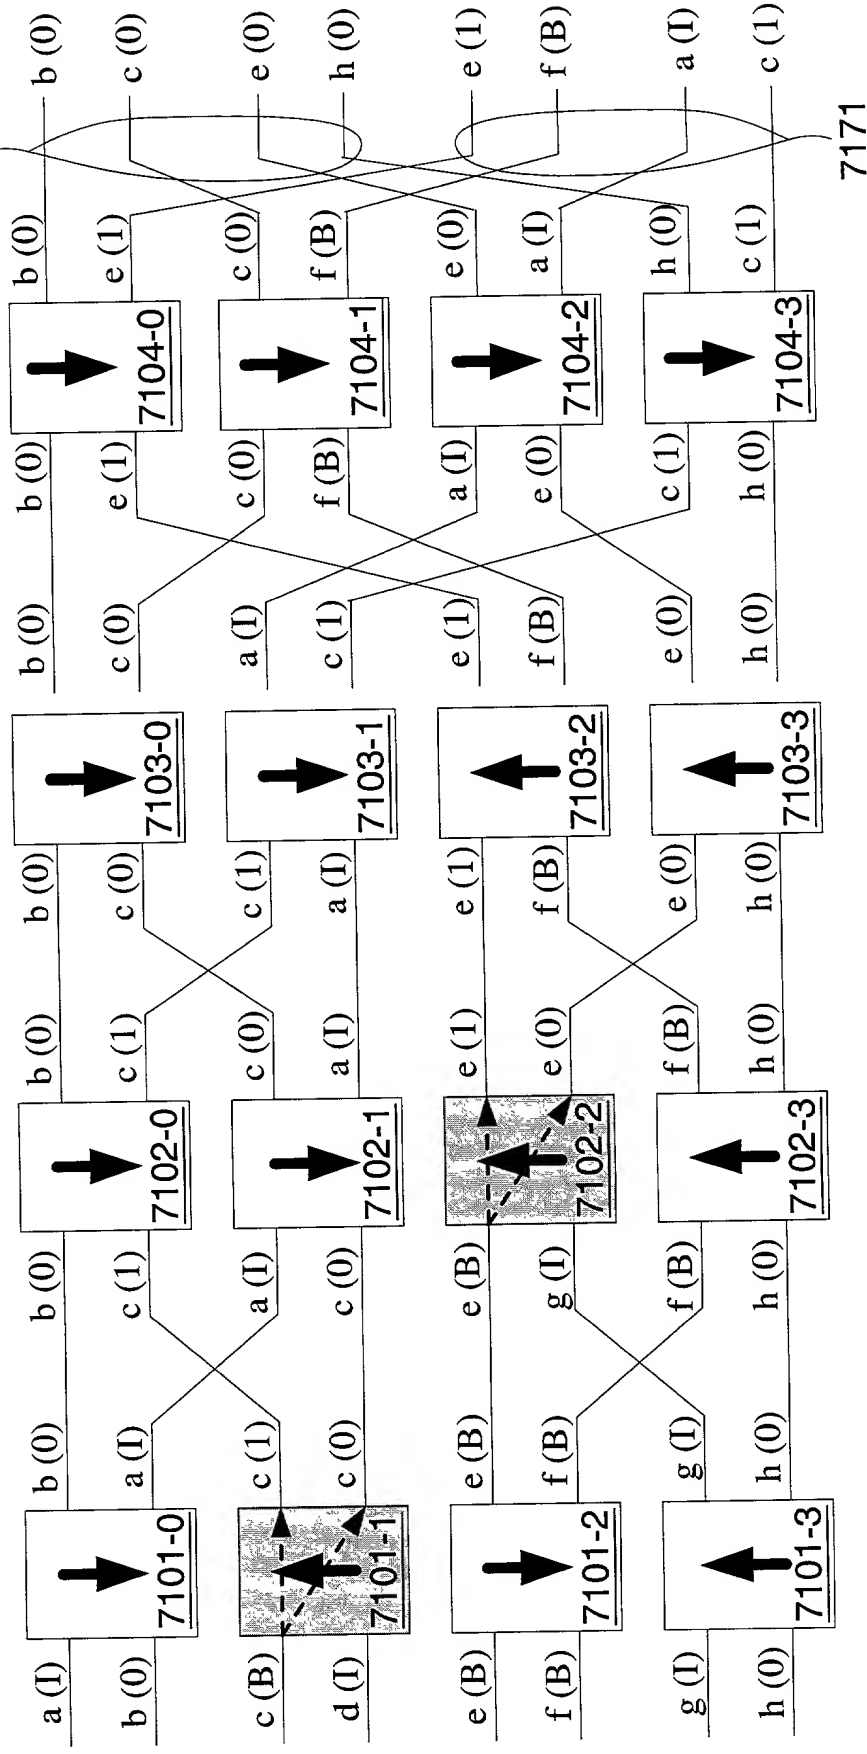 a (I)
b (0)
c (B)
d (I)
e (B)
f (B)
g (I)
h (0)
7101-0
7101-1
7101-2
7101-3
b (0)
a (I)
c (1)
c (0)
e (B)
f (B)
g (I)
h (0)
b (0)
c (1)
a (I)
c (0)
e (B)
g (I)
f (B)
h (0)
7102-0
7102-1
7102-2
7102-3
b (0)
c (1)
c (0)
a (I)
e (1)
e (0)
f (B)
h (0)
b (0)
c (0)
c (1)
a (I)
e (1)
f (B)
e (0)
h (0)
7103-0
7103-1
7103-2
7103-3
b (0)
c (0)
a (I)
c (1)
e (1)
f (B)
e (0)
h (0)
b (0)
e (1)
c (0)
f (B)
a (I)
e (0)
c (1)
h (0)
7104-0
7104-1
7104-2
7104-3
b (0)
e (1)
c (0)
f (B)
e (0)
a (I)
h (0)
c (1)
b (0)
c (0)
e (0)
h (0)
e (1)
f (B)
a (I)
c (1)
7171